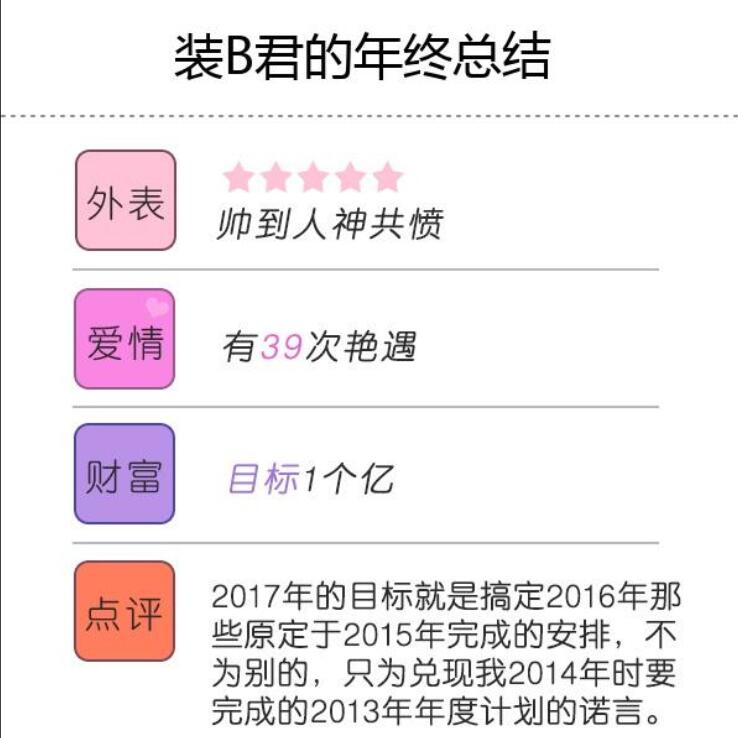 装B君的年终总结
外表
帅到人神共愤
爱情
有39次艳遇
财富
目标1个亿
点评
2017年的目标就是搞定2016年那
些原定于2015年完成的安排，不
为别的，只为兑现我2014年时要
完成的2013年年度计划的诺言。